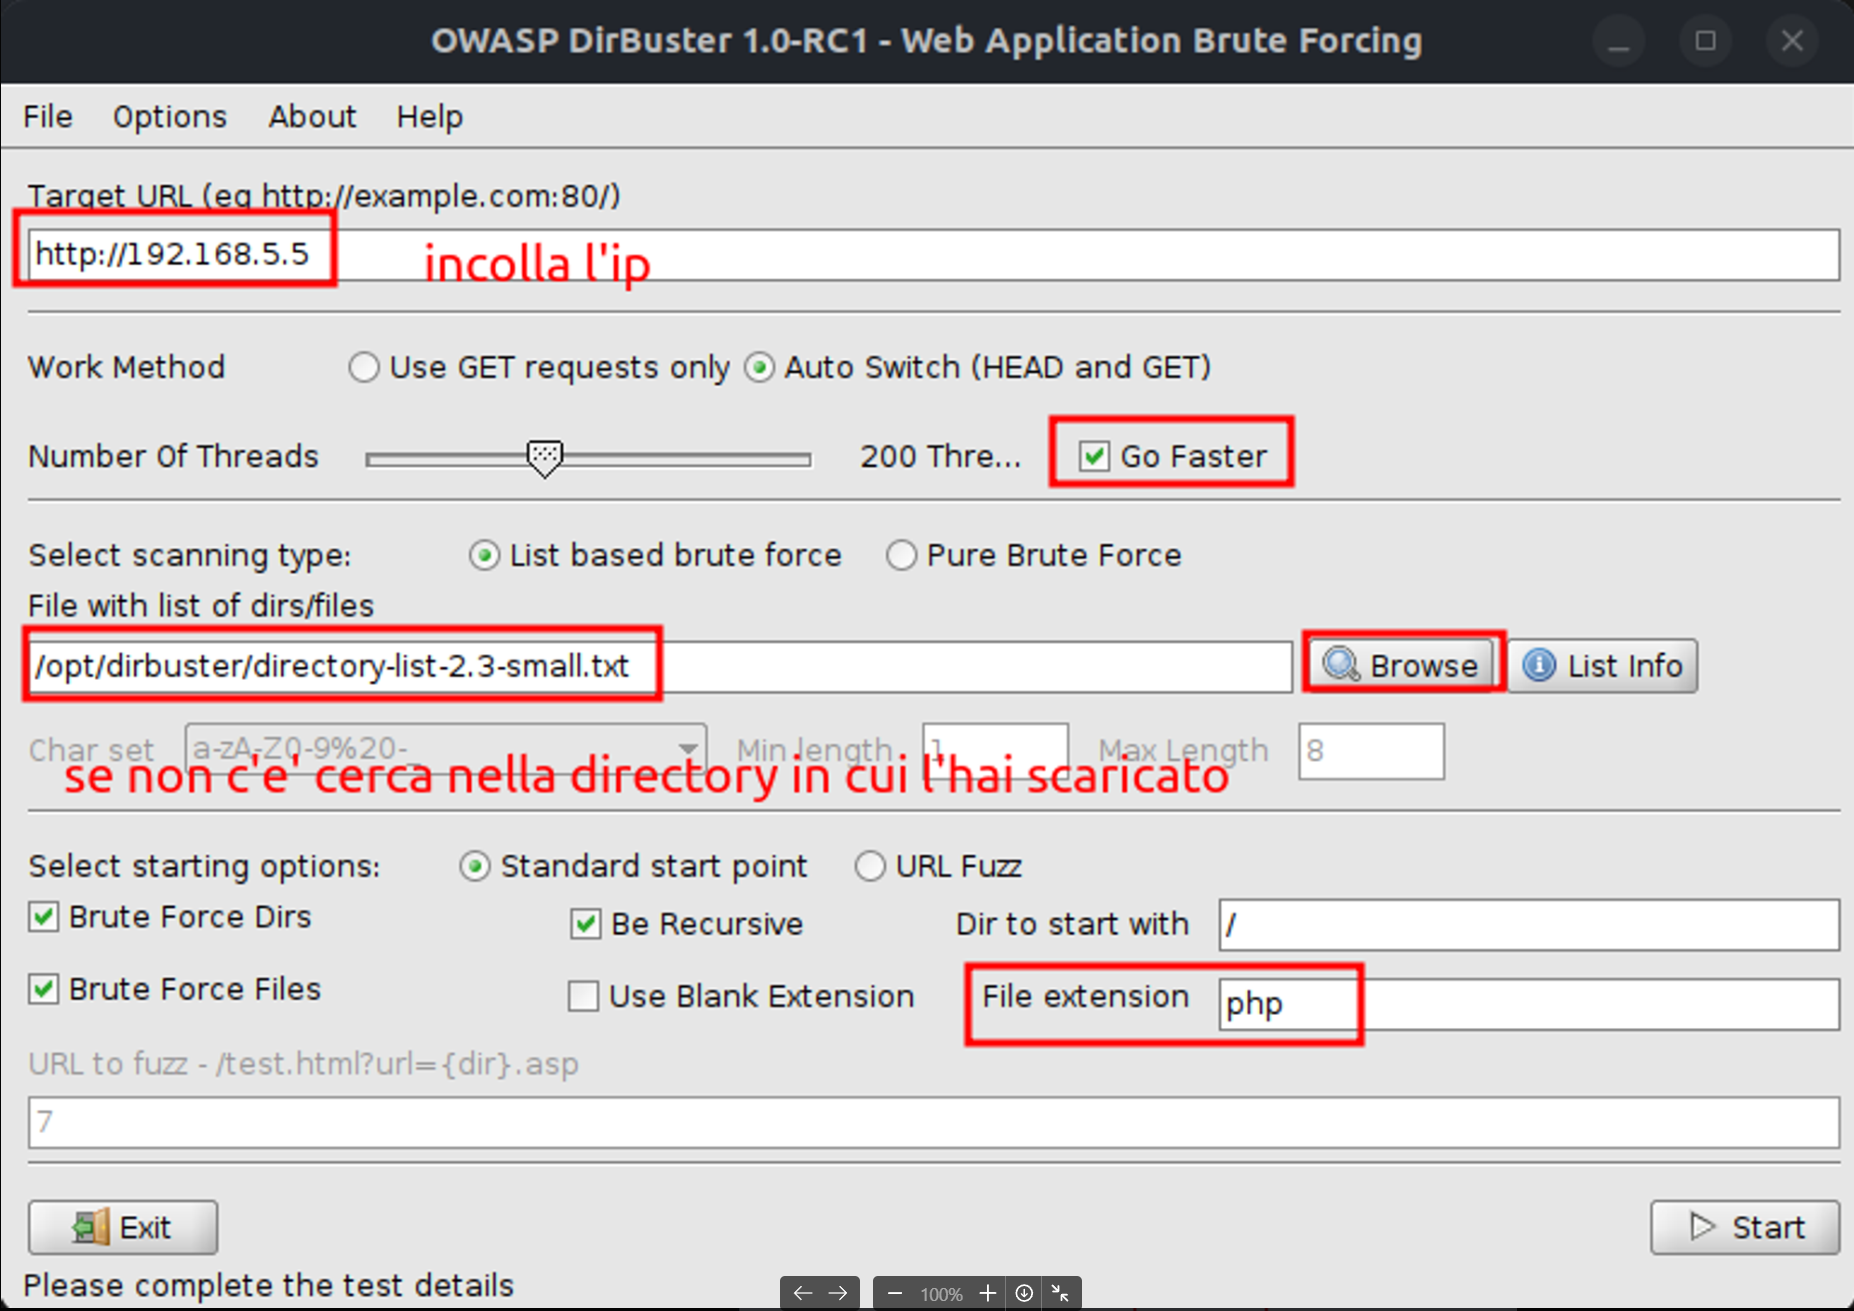 OWASP DirBuster 1.0-RC1 - Web Application Brute Forcing
File Options About Help
Target URL (eg http://example.com:80/)
http://192.168.5.5
incolla l'ip
Work Method Use GET requests only Auto Switch (HEAD and GET)
Number Of Threads 200 Thre... Go Faster
Select scanning type: List based brute force Pure Brute Force
File with list of dirs/files
/opt/dirbuster/directory-list-2.3-small.txt Browse List Info
Char set a-zA-Z0-9%20-_ Min length 1 Max Length 8
se non c'e' cerca nella directory in cui l'hai scaricato
Select starting options: Standard start point URL Fuzz
Brute Force Dirs Be Recursive Dir to start with /
Brute Force Files Use Blank Extension File extension php
URL to fuzz - /test.html?url={dir}.asp
7
Exit Start
Please complete the test details
100%